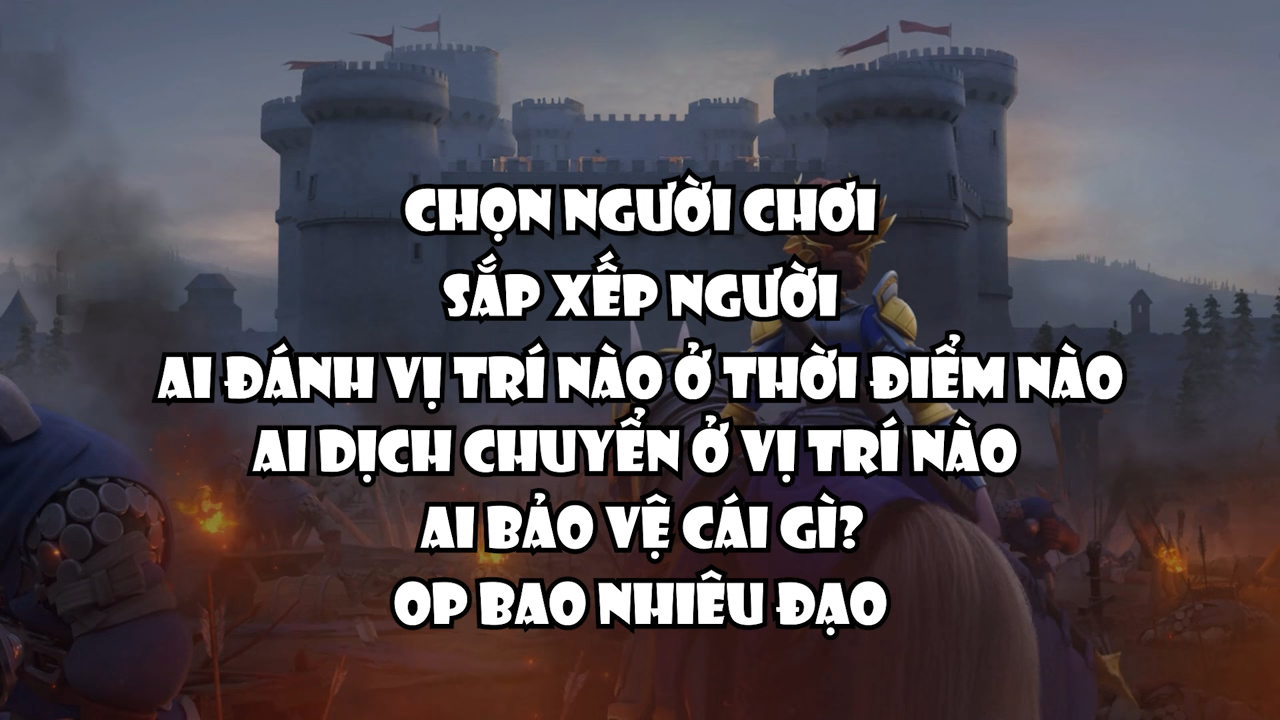 CHỌN NGƯỜI CHƠI
SẮP XẾP NGƯỜI
AI ĐÁNH VỊ TRÍ NÀO Ở THỜI ĐIỂM NÀO
AI DỊCH CHUYỂN Ở VỊ TRÍ NÀO
AI BẢO VỆ CÁI GÌ?
OP BAO NHIÊU ĐẠO